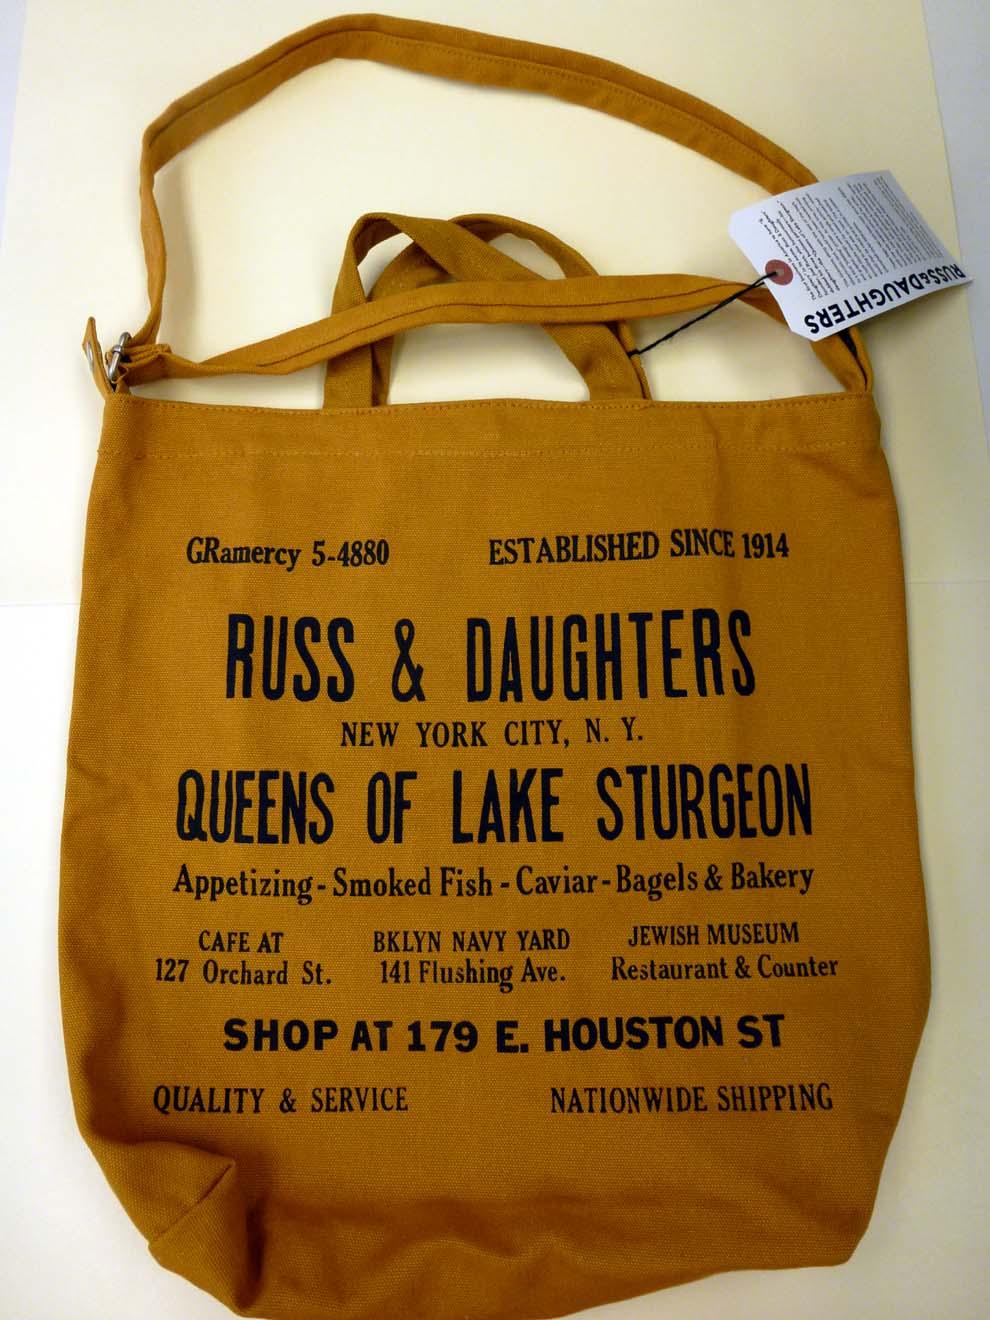 RUSS & DAUGHTERS
GRamercy 5-4880
ESTABLISHED SINCE 1914
RUSS & DAUGHTERS
NEW YORK CITY, N. Y.
QUEENS OF LAKE STURGEON
Appetizing - Smoked Fish - Caviar - Bagels & Bakery
CAFE AT
127 Orchard St.
BKLYN NAVY YARD
141 Flushing Ave.
JEWISH MUSEUM
Restaurant & Counter
SHOP AT 179 E. HOUSTON ST
QUALITY & SERVICE
NATIONWIDE SHIPPING